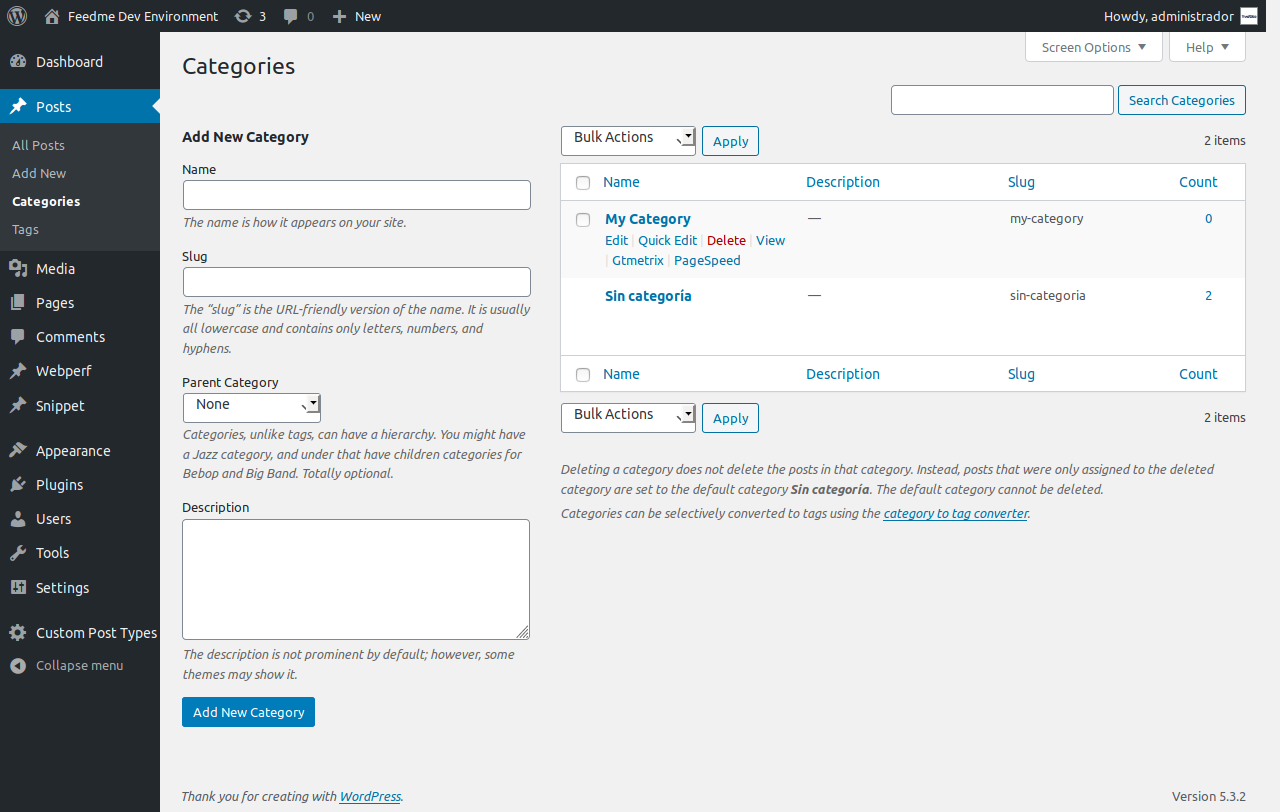 Feedme Dev Environment 3 0 New Howdy, administrador
Dashboard
Posts
All Posts
Add New
Categories
Tags
Media
Pages
Comments
Webperf
Snippet
Appearance
Plugins
Users
Tools
Settings
Custom Post Types
Collapse menu
Screen Options Help
Categories
Search Categories
Add New Category
Name
The name is how it appears on your site.
Slug
The “slug” is the URL-friendly version of the name. It is usually
all lowercase and contains only letters, numbers, and
hyphens.
Parent Category
None
Categories, unlike tags, can have a hierarchy. You might have
a Jazz category, and under that have children categories for
Bebop and Big Band. Totally optional.
Description
The description is not prominent by default; however, some
themes may show it.
Add New Category
Bulk Actions Apply 2 items
Name Description Slug Count
My Category — my-category 0
Edit | Quick Edit | Delete | View
| Gtmetrix | PageSpeed
Sin categoría — sin-categoria 2
Name Description Slug Count
Bulk Actions Apply 2 items
Deleting a category does not delete the posts in that category. Instead, posts that were only assigned to the deleted
category are set to the default category Sin categoría. The default category cannot be deleted.
Categories can be selectively converted to tags using the category to tag converter.
Thank you for creating with WordPress. Version 5.3.2